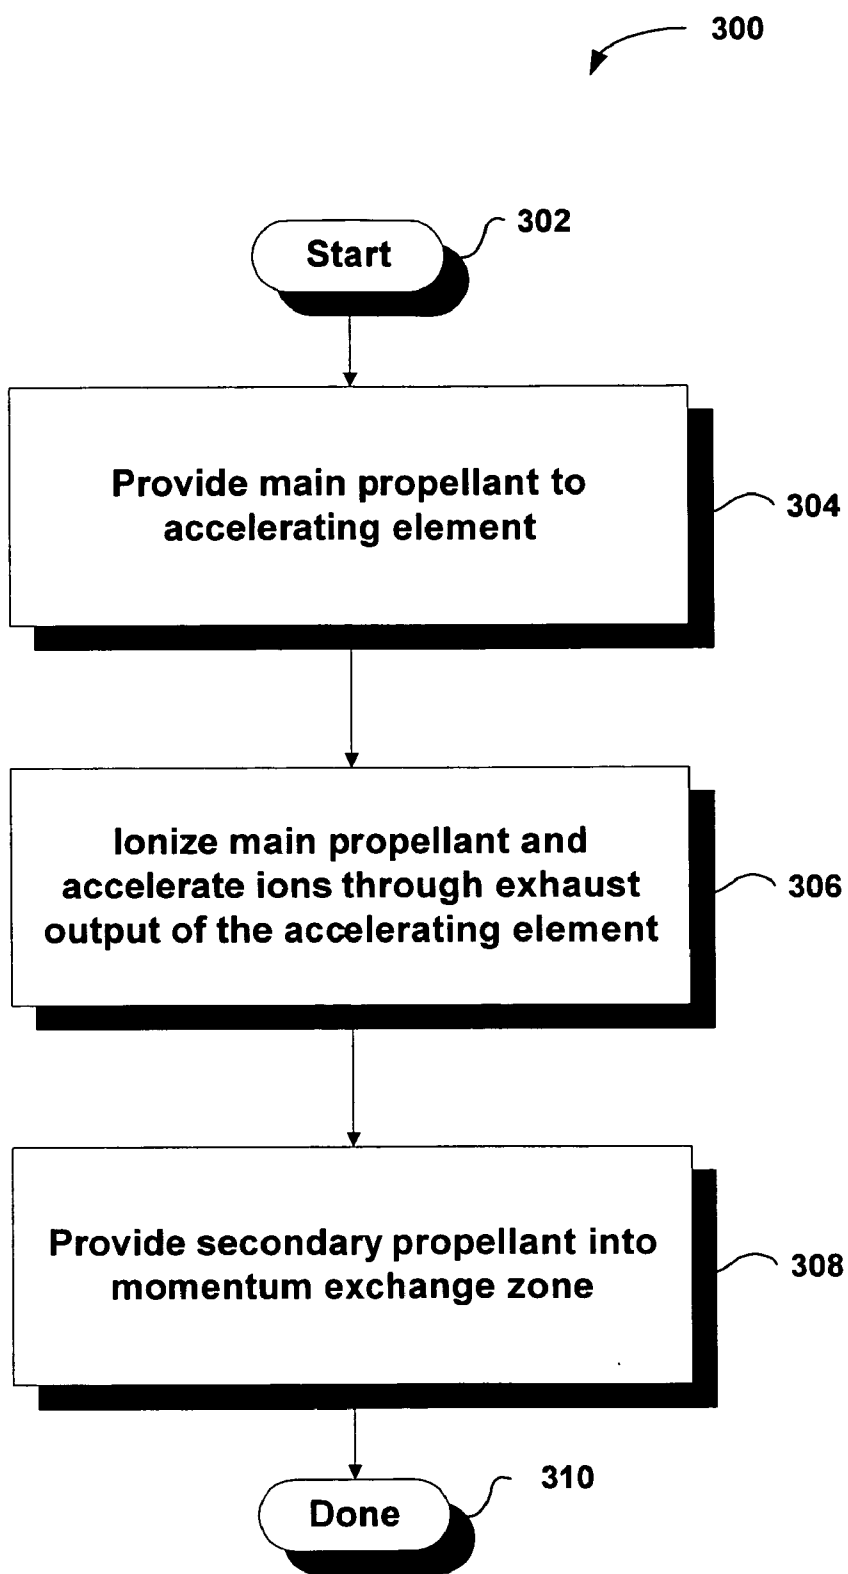 300
302
Start
Provide main propellant to
accelerating element
304
Ionize main propellant and
accelerate ions through exhaust
output of the accelerating element
306
Provide secondary propellant into
momentum exchange zone
308
310
Done